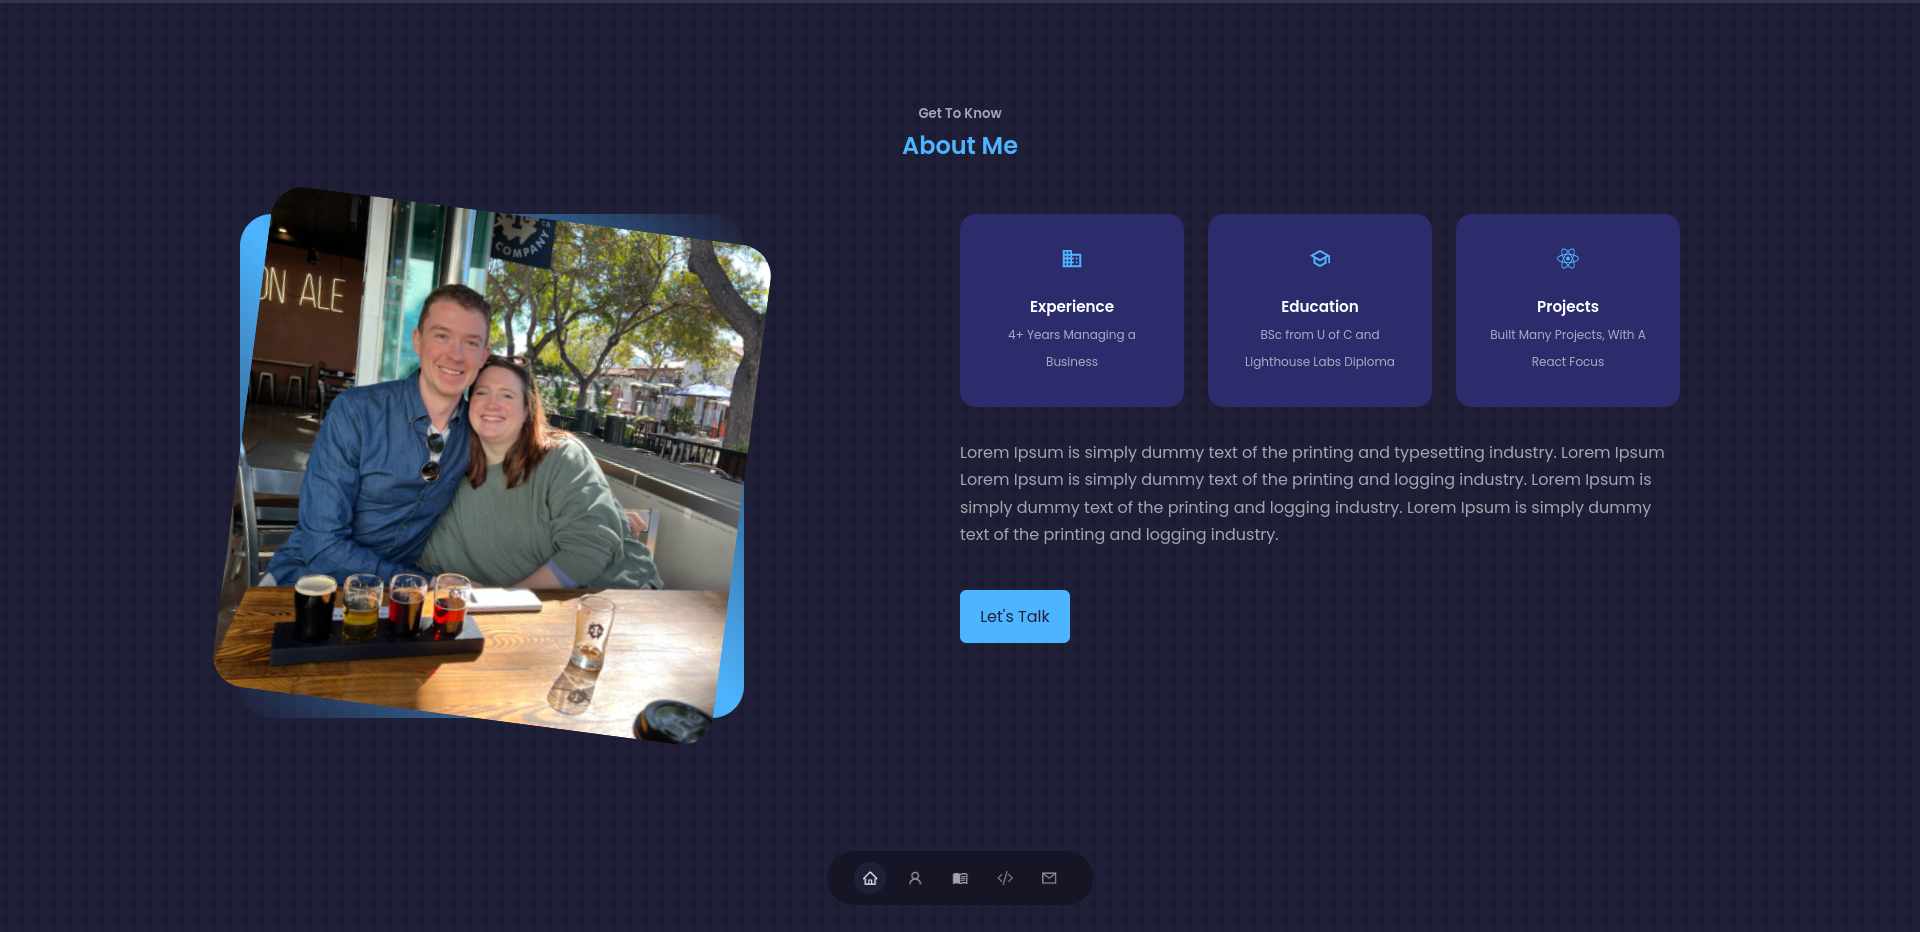 Get To Know
About Me
COMPANY
ON ALE
Experience
4+ Years Managing a
Business
Education
BSc from U of C and
Lighthouse Labs Diploma
Projects
Built Many Projects, With A
React Focus
Lorem Ipsum is simply dummy text of the printing and typesetting industry. Lorem Ipsum
Lorem Ipsum is simply dummy text of the printing and logging industry. Lorem Ipsum is
simply dummy text of the printing and logging industry. Lorem Ipsum is simply dummy
text of the printing and logging industry.
Let's Talk